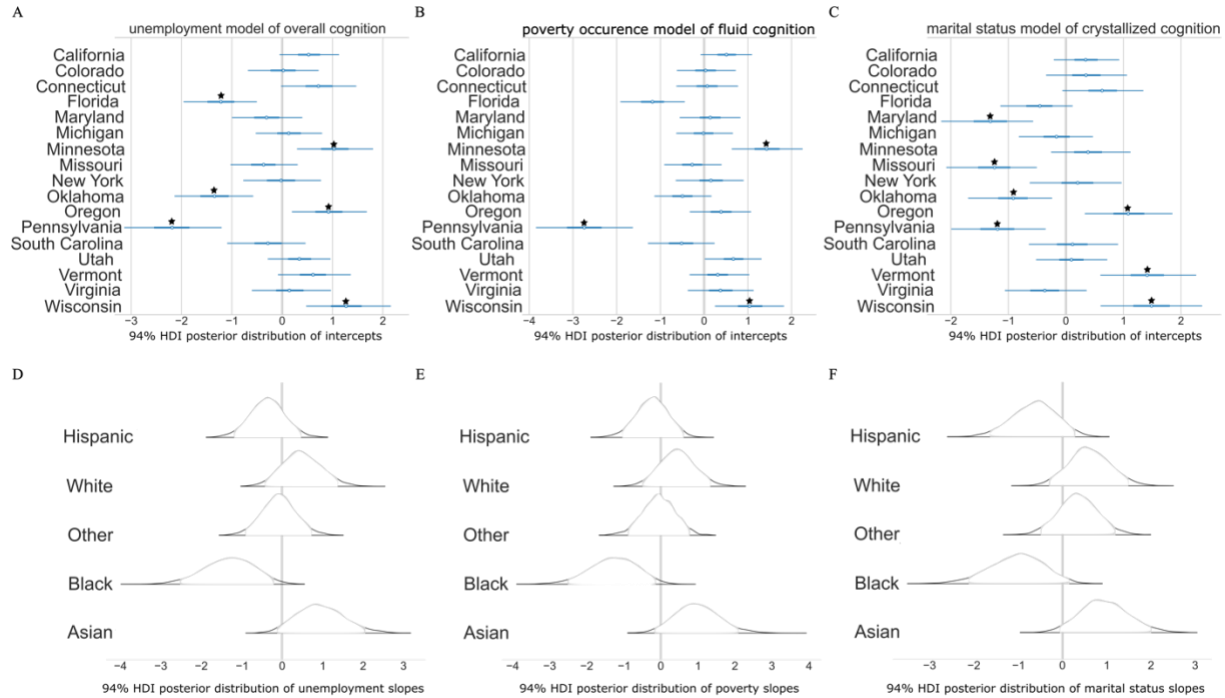 A
unemployment model of overall cognition
California
Colorado
Connecticut
Florida
Maryland
Michigan
Minnesota
Missouri
New York
Oklahoma
Oregon
Pennsylvania
South Carolina
Utah
Vermont
Virginia
Wisconsin
−3 −2 −1 0 1 2
94% HDI posterior distribution of intercepts
B
poverty occurence model of fluid cognition
California
Colorado
Connecticut
Florida
Maryland
Michigan
Minnesota
Missouri
New York
Oklahoma
Oregon
Pennsylvania
South Carolina
Utah
Vermont
Virginia
Wisconsin
−4 −3 −2 −1 0 1 2
94% HDI posterior distribution of intercepts
C
marital status model of crystallized cognition
California
Colorado
Connecticut
Florida
Maryland
Michigan
Minnesota
Missouri
New York
Oklahoma
Oregon
Pennsylvania
South Carolina
Utah
Vermont
Virginia
Wisconsin
−2 −1 0 1 2
94% HDI posterior distribution of intercepts
D
Hispanic
White
Other
Black
Asian
−4 −3 −2 −1 0 1 2 3
94% HDI posterior distribution of unemployment slopes
E
Hispanic
White
Other
Black
Asian
−4 −3 −2 −1 0 1 2 3 4
94% HDI posterior distribution of poverty slopes
F
Hispanic
White
Other
Black
Asian
−3 −2 −1 0 1 2 3
94% HDI posterior distribution of marital status slopes